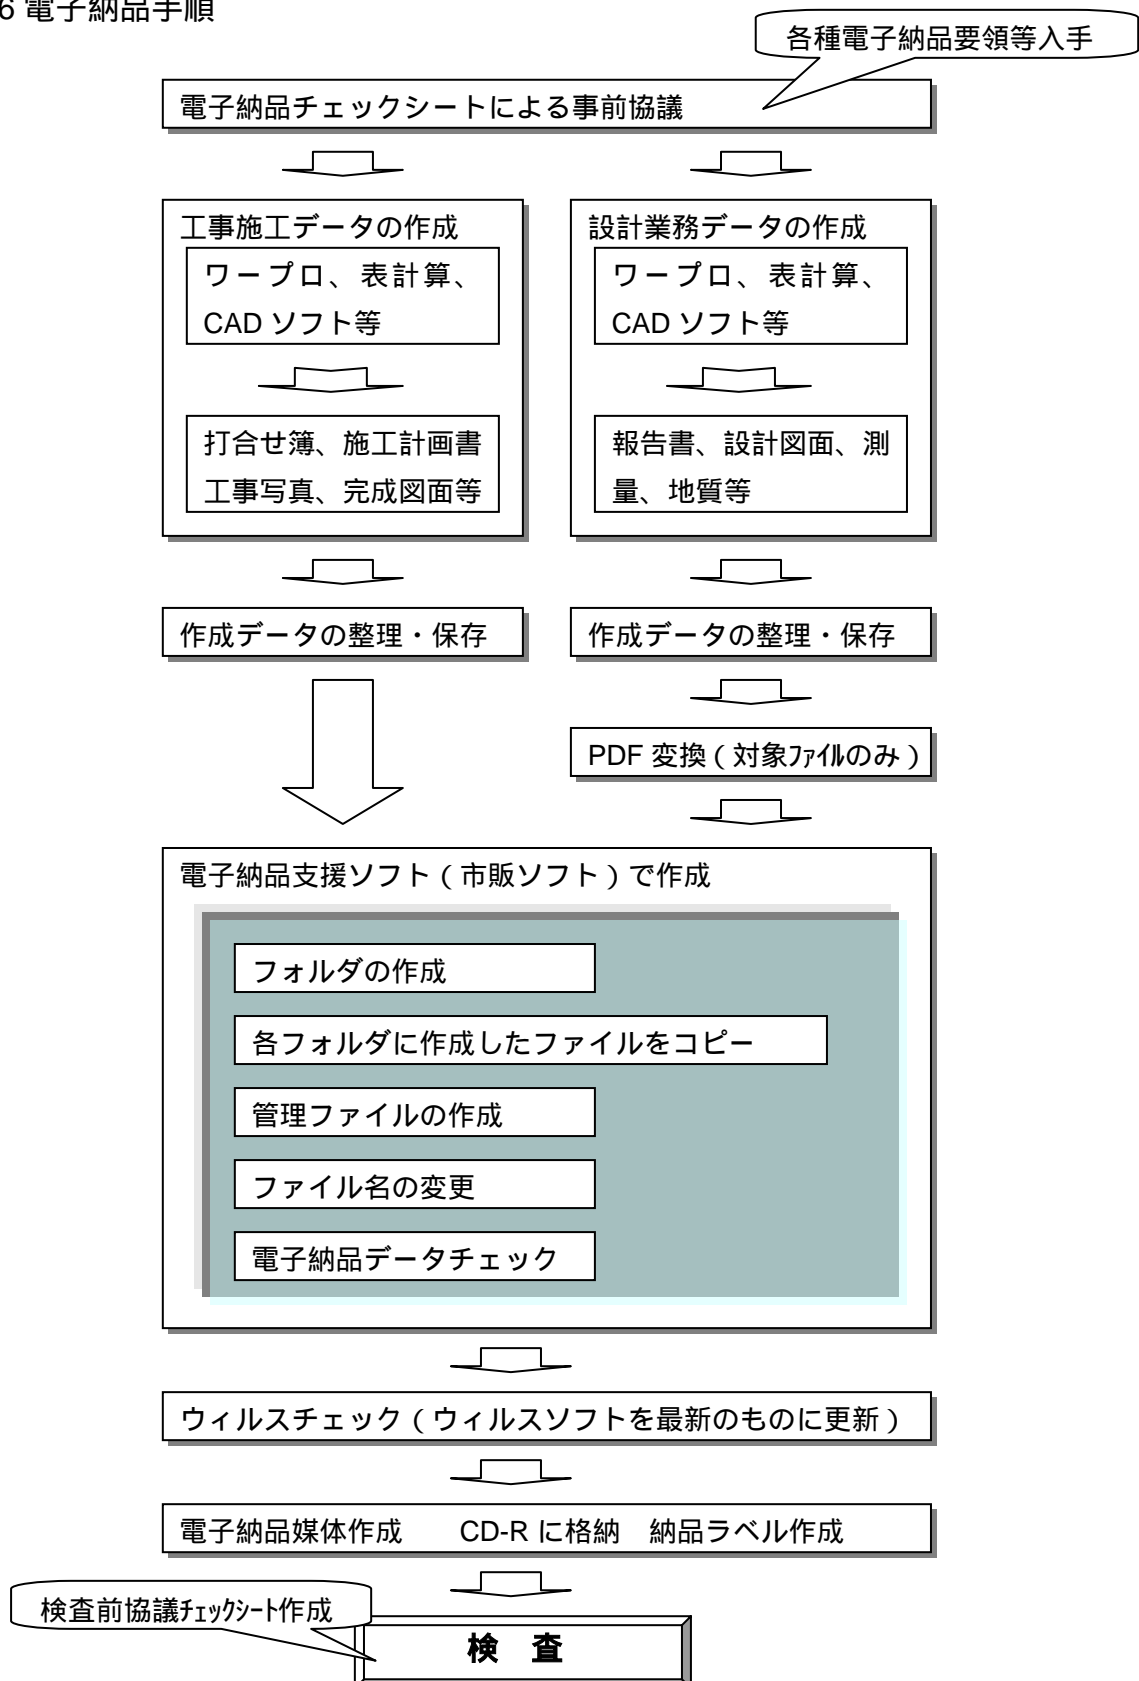 6 電子納品手順
各種電子納品要領等入手
電子納品チェックシートによる事前協議
工事施工データの作成
ワープロ、表計算、
CAD ソフト等
打合せ簿、施工計画書
工事写真、完成図面等
設計業務データの作成
ワープロ、表計算、
CAD ソフト等
報告書、設計図面、測
量、地質等
作成データの整理・保存
作成データの整理・保存
PDF 変換（対象ﾌｧｲﾙのみ）
電子納品支援ソフト（市販ソフト）で作成
フォルダの作成
各フォルダに作成したファイルをコピー
管理ファイルの作成
ファイル名の変更
電子納品データチェック
ウィルスチェック（ウィルスソフトを最新のものに更新）
電子納品媒体作成　　CD-R に格納　納品ラベル作成
検査前協議ﾁｪｯｸｼｰﾄ作成
検　査